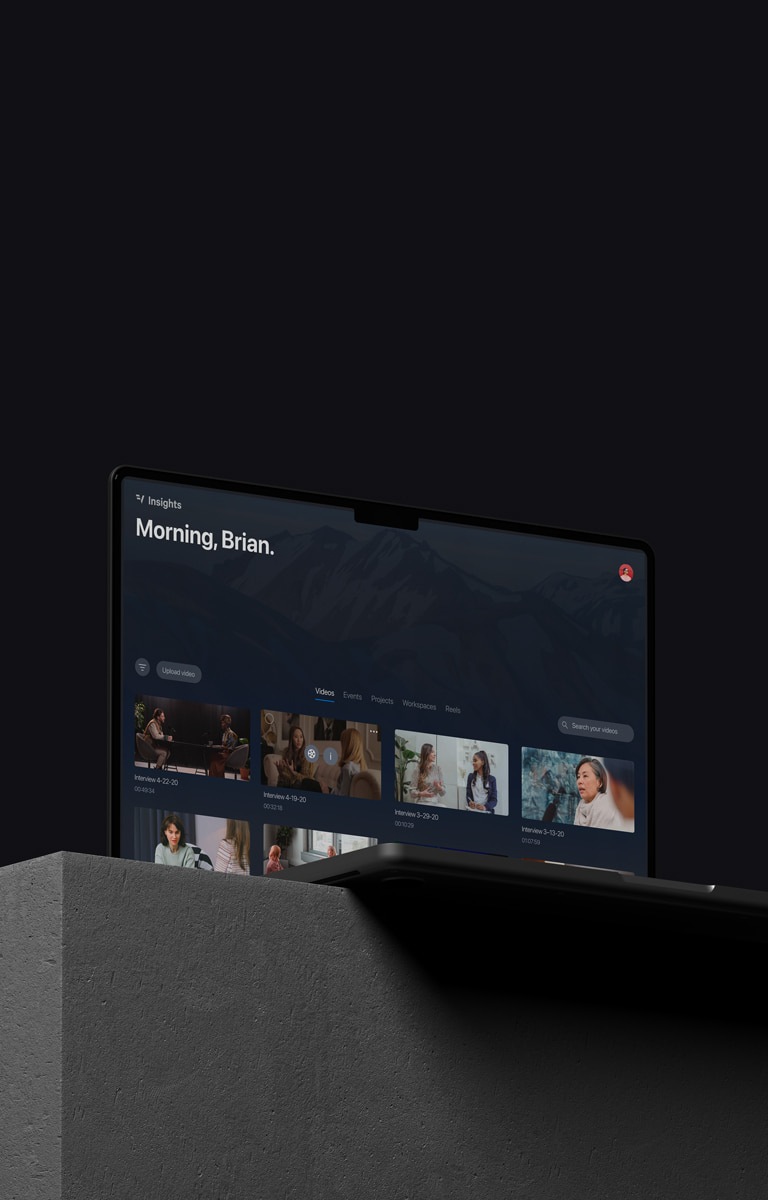 Insights
Morning, Brian.
Upload video
Videos Events Projects Workspaces Reels
Search your videos
Interview 4-22-20
00:49:34
Interview 4-19-20
00:32:18
Interview 3-29-20
00:10:29
Interview 3-13-20
01:07:59